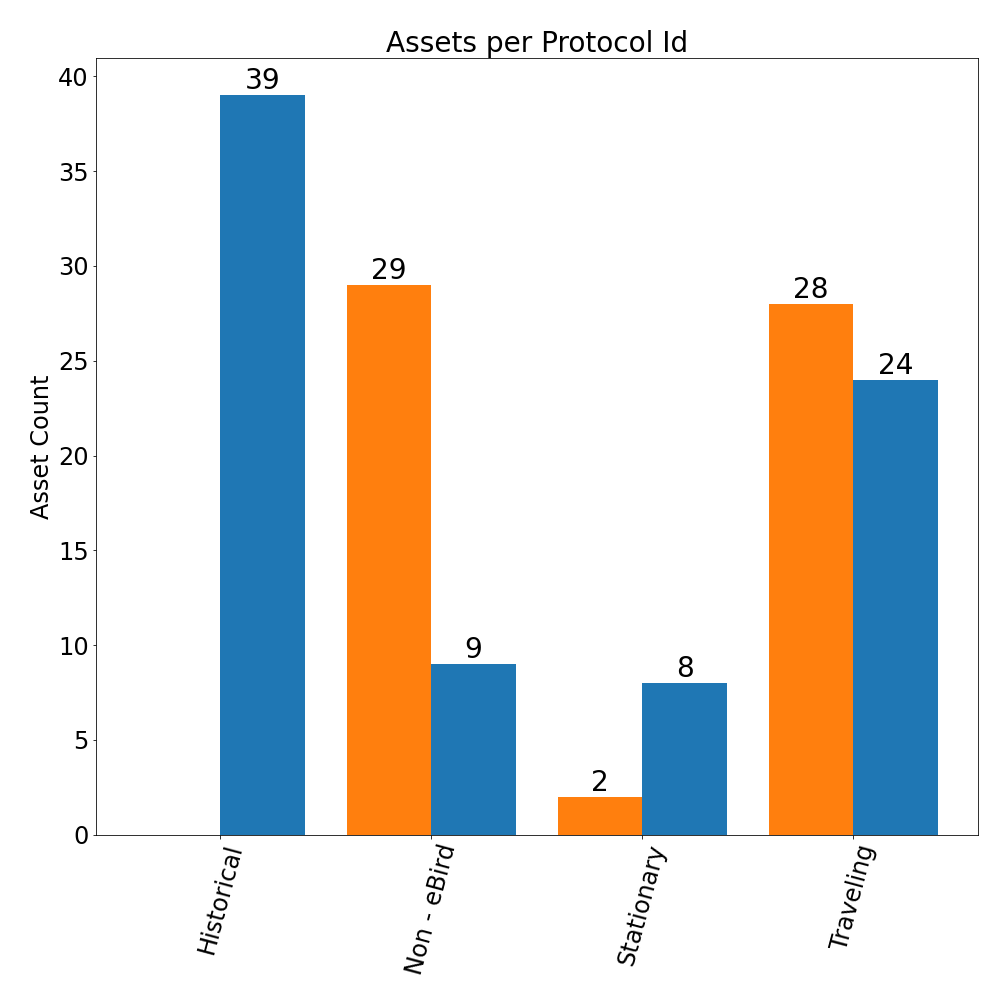 Assets per Protocol Id
Asset Count
40
35
30
25
20
15
10
5
0
39
29
9
2
8
28
24
Historical
Non - eBird
Stationary
Traveling